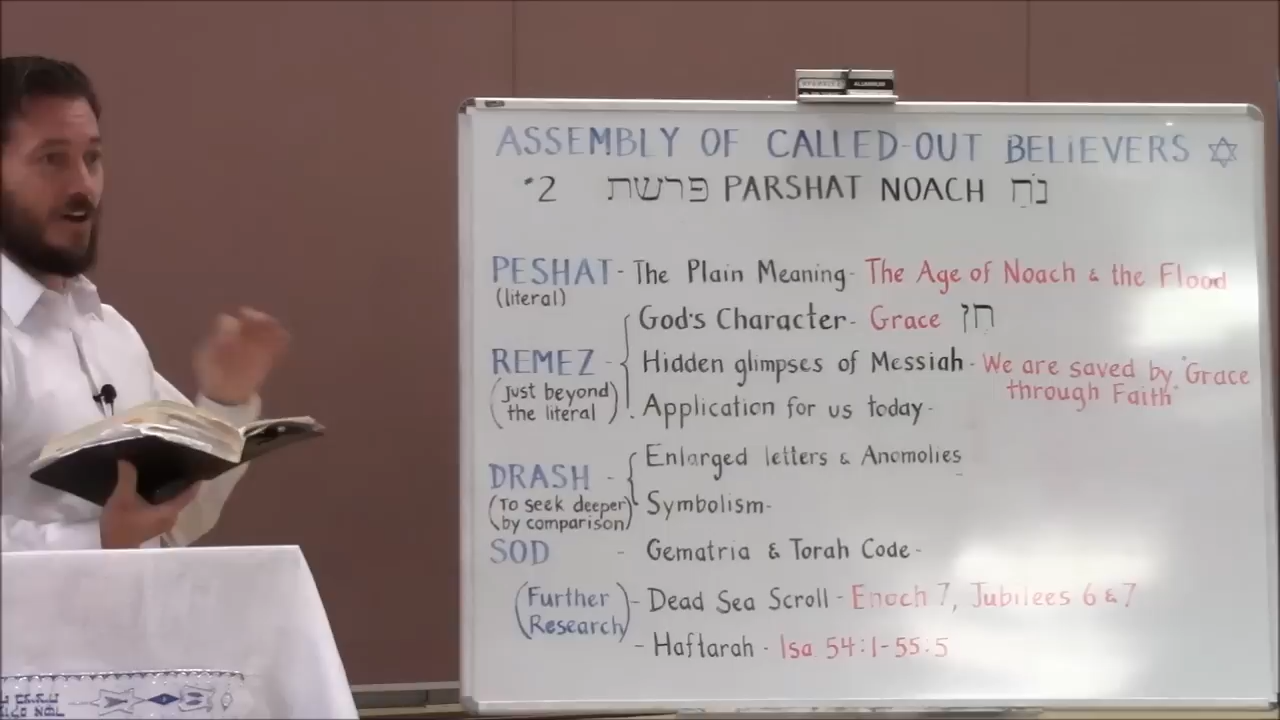 ASSEMBLY OF CALLED-OUT BELIEVERS
*2 פרשת PARSHAT NOACH נֹחַ
PESHAT - The Plain Meaning - The Age of Noach & the Flood
(literal)
God's Character - Grace חן
REMEZ - Hidden glimpses of Messiah - We are saved by "Grace
through Faith"
(Just beyond
the literal)
Application for us today -
Enlarged letters & Anomolies
DRASH -
(To seek deeper
by comparison)
Symbolism -
SOD - Gematria & Torah Code -
(Further
Research)
- Dead Sea Scroll - Enoch 7, Jubilees 6 & 7
- Haftarah - Isa 54:1-55:5